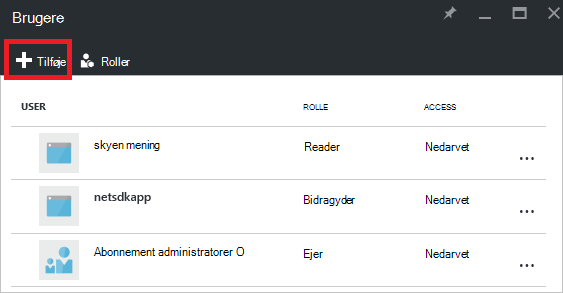 Brugere
Tilføje Roller
USER ROLLE ACCESS
skyen mening Reader Nedarvet
netsdkapp Bidragyder Nedarvet
Abonnement administratorer O Ejer Nedarvet